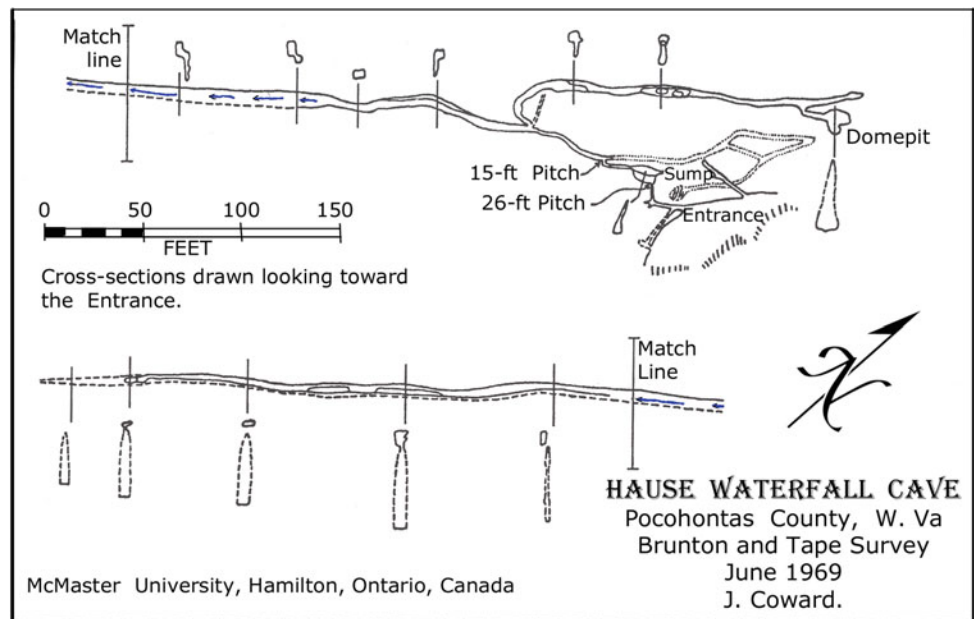 Match
line
Domepit
15-ft Pitch
Sump
26-ft Pitch
Entrance
0 50 100 150
FEET
Cross-sections drawn looking toward
the Entrance.
Match
Line
HAUSE WATERFALL CAVE
Pocohontas County, W. Va
Brunton and Tape Survey
June 1969
J. Coward.
McMaster University, Hamilton, Ontario, Canada